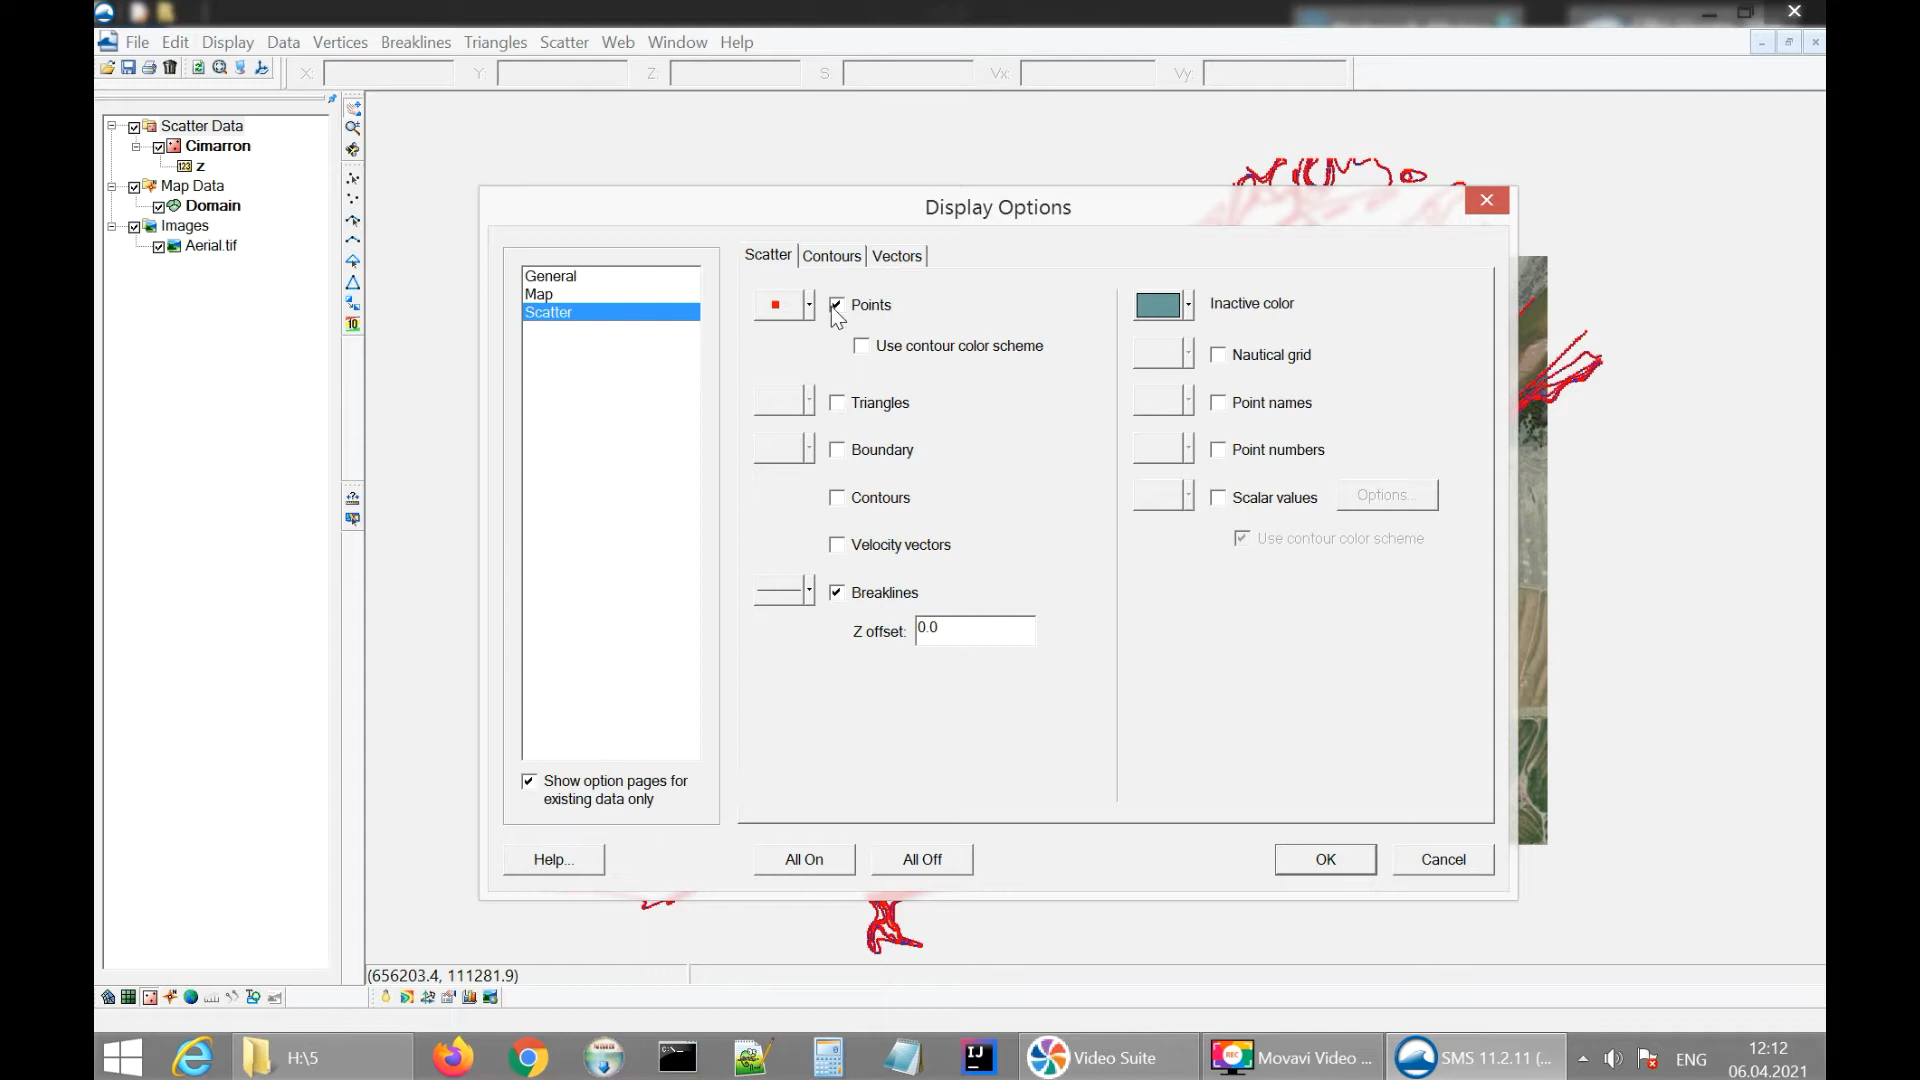 File Edit Display Data Vertices Breaklines Triangles Scatter Web Window Help
X: Y: Z: S: Vx: Vy:
Scatter Data
Cimarron
123 z
Map Data
Domain
Images
Aerial.tif
10
Display Options
General
Map
Scatter
Show option pages for
existing data only
Scatter Contours Vectors
Points
Use contour color scheme
Triangles
Boundary
Contours
Velocity vectors
Breaklines
Z offset: 0.0
Inactive color
Nautical grid
Point names
Point numbers
Scalar values Options...
Use contour color scheme
Help... All On All Off OK Cancel
(656203.4, 111281.9)
H:\5
C:\
IJ
Video Suite
REC Movavi Video ...
SMS 11.2.11 (...
ENG
12:12
06.04.2021